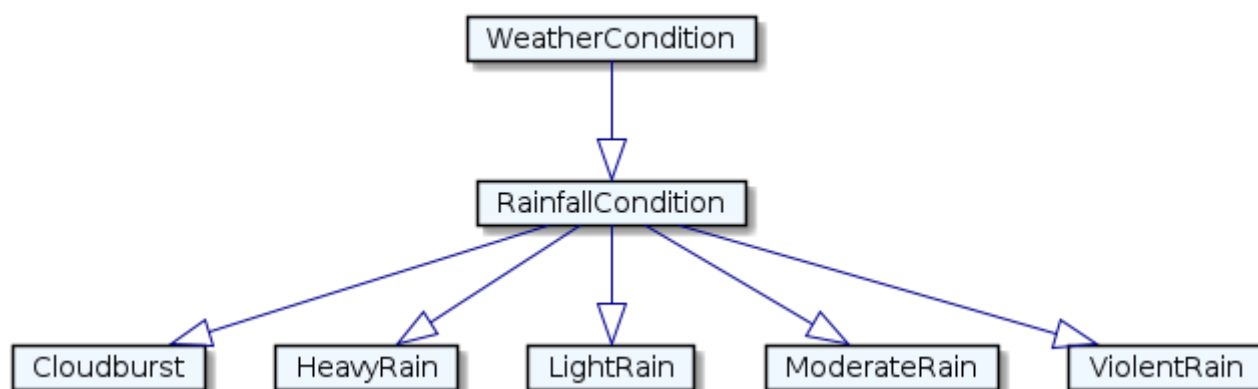 WeatherCondition
RainfallCondition
Cloudburst
HeavyRain
LightRain
ModerateRain
ViolentRain